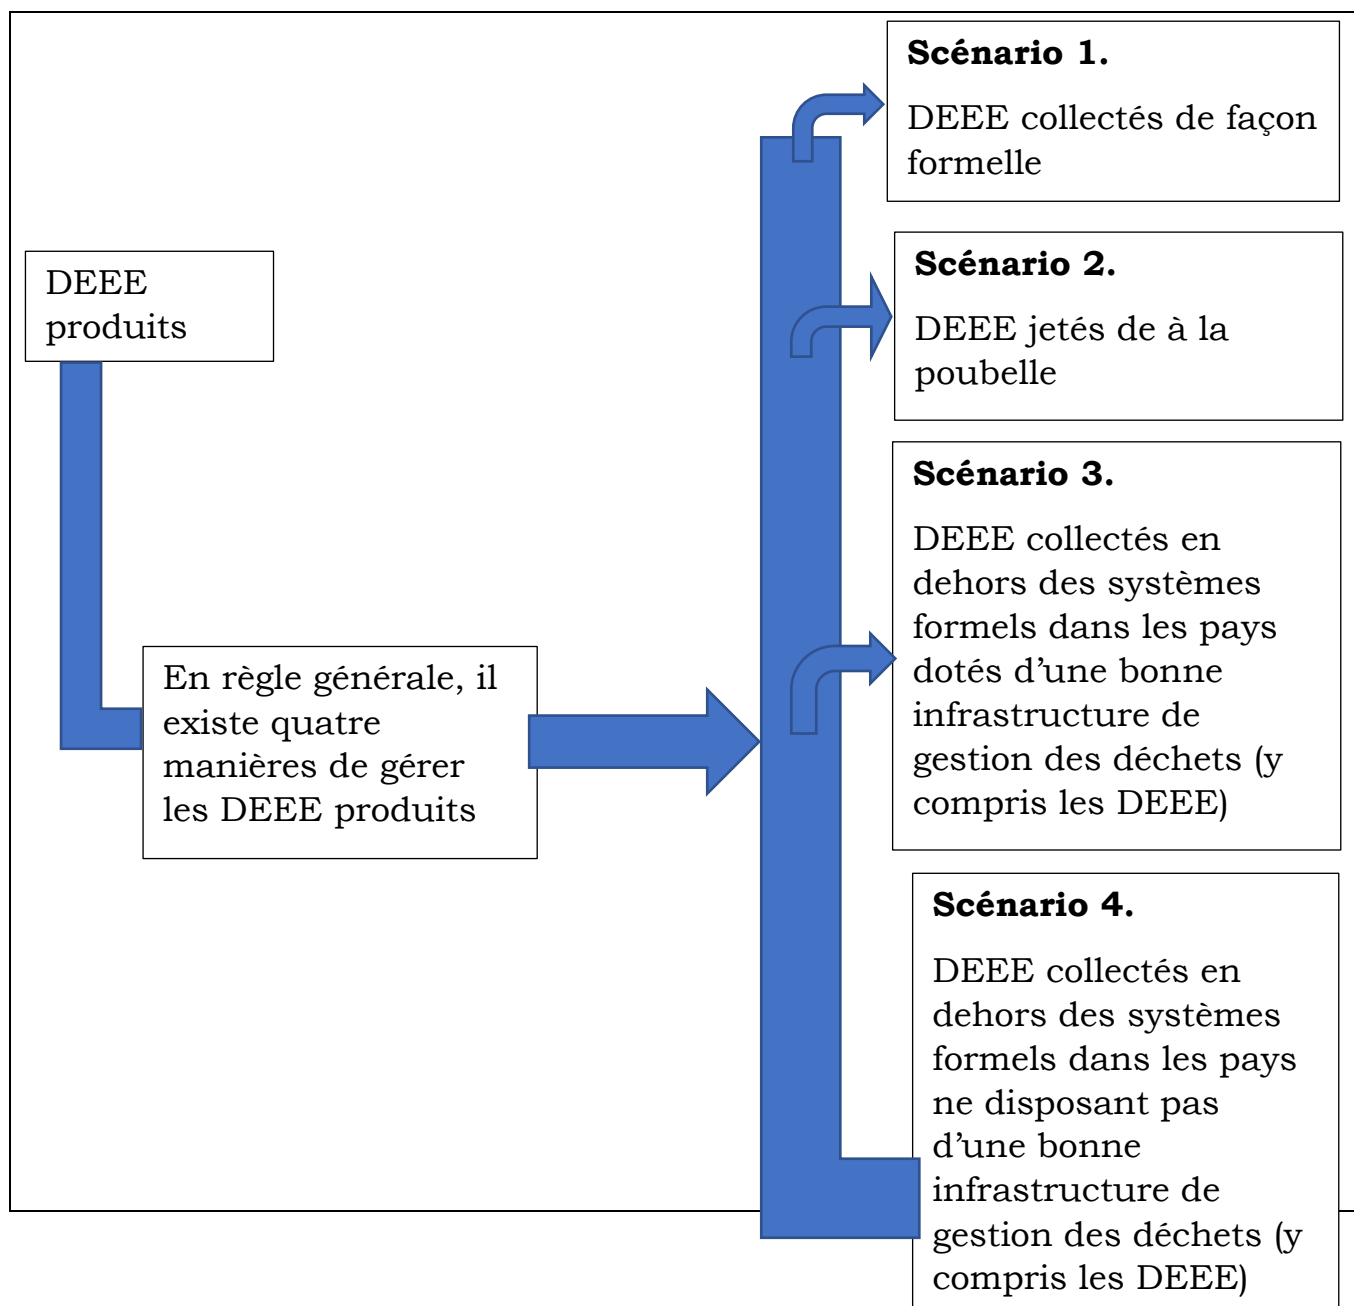 DEEE
produits
En règle générale, il
existe quatre
manières de gérer
les DEEE produits
Scénario 1.
DEEE collectés de façon
formelle
Scénario 2.
DEEE jetés de à la
poubelle
Scénario 3.
DEEE collectés en
dehors des systèmes
formels dans les pays
dotés d’une bonne
infrastructure de
gestion des déchets (y
compris les DEEE)
Scénario 4.
DEEE collectés en
dehors des systèmes
formels dans les pays
ne disposant pas
d’une bonne
infrastructure de
gestion des déchets (y
compris les DEEE)